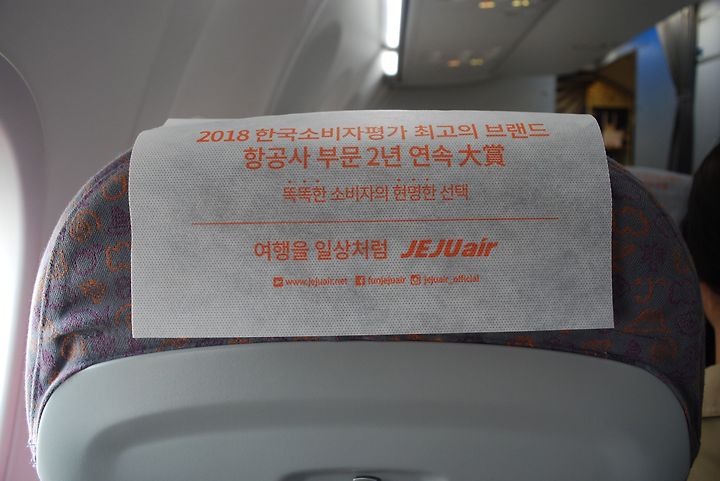 2018 한국소비자평가 최고의 브랜드
항공사 부문 2년 연속 大賞
똑똑한 소비자의 현명한 선택
여행을 일상처럼 JEJUair
www.jejuair.net funjejuair jejuair_official